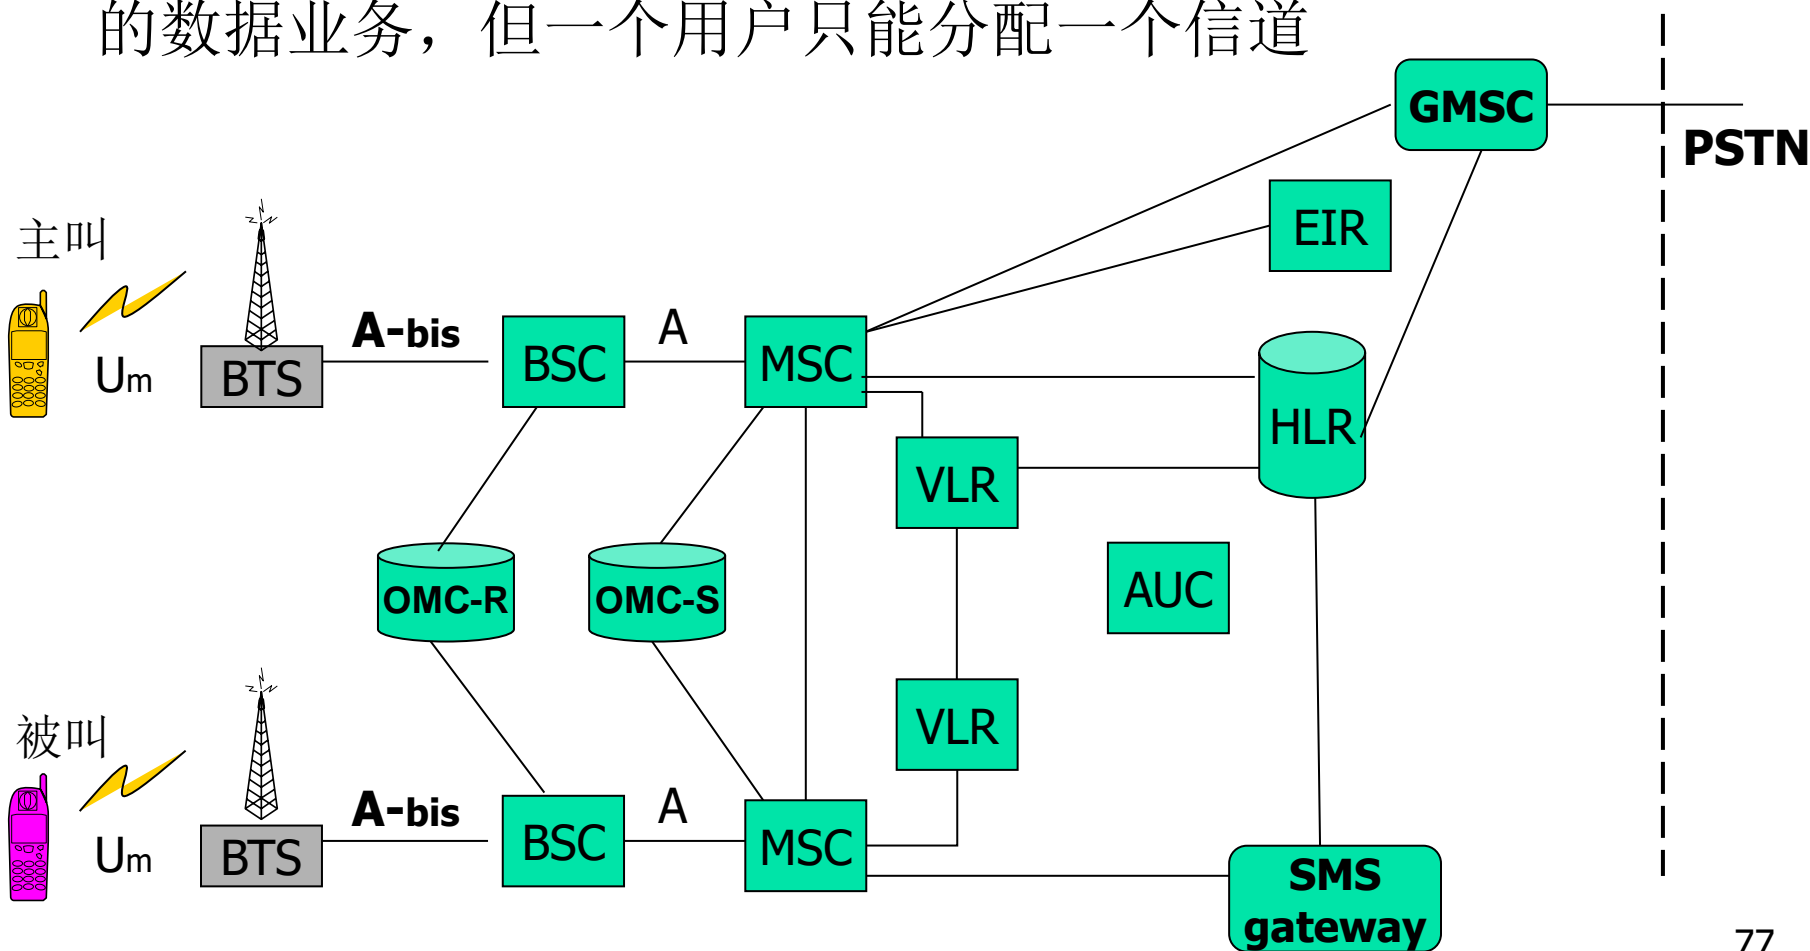 的数据业务，但一个用户只能分配一个信道
GMSC
PSTN
EIR
主叫
Um
BTS
A-bis
BSC
A
MSC
HLR
VLR
OMC-R
OMC-S
AUC
VLR
被叫
Um
BTS
A-bis
BSC
A
MSC
SMS
gateway
77